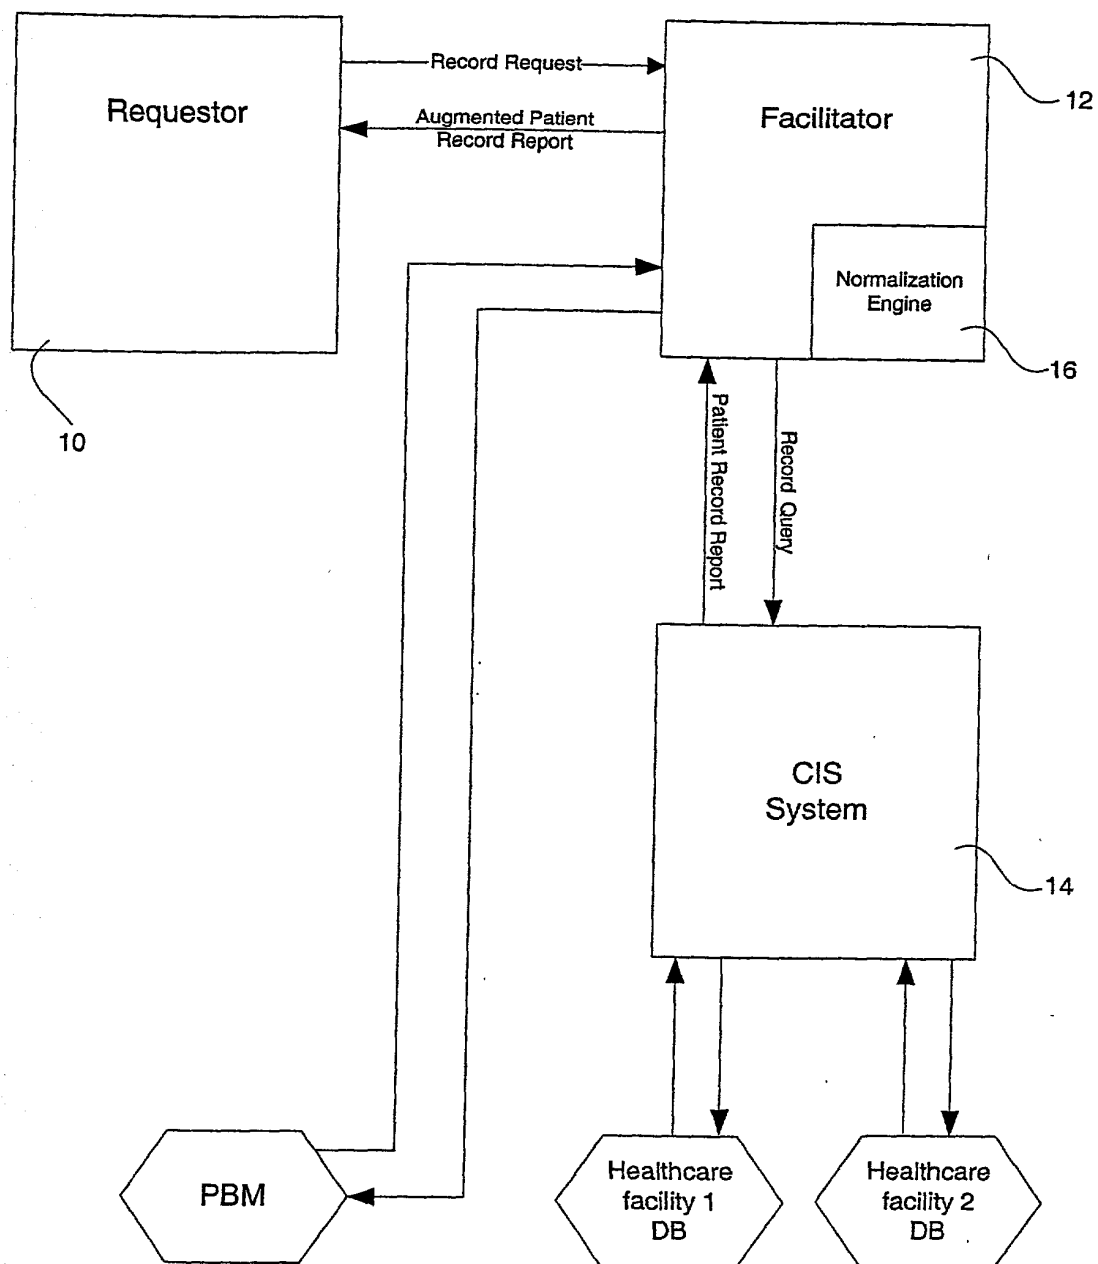 Requestor
Record Request
Augmented Patient
Record Report
Facilitator
12
Normalization
Engine
16
10
Patient Record Report
Record Query
CIS
System
14
PBM
Healthcare
facility 1
DB
Healthcare
facility 2
DB